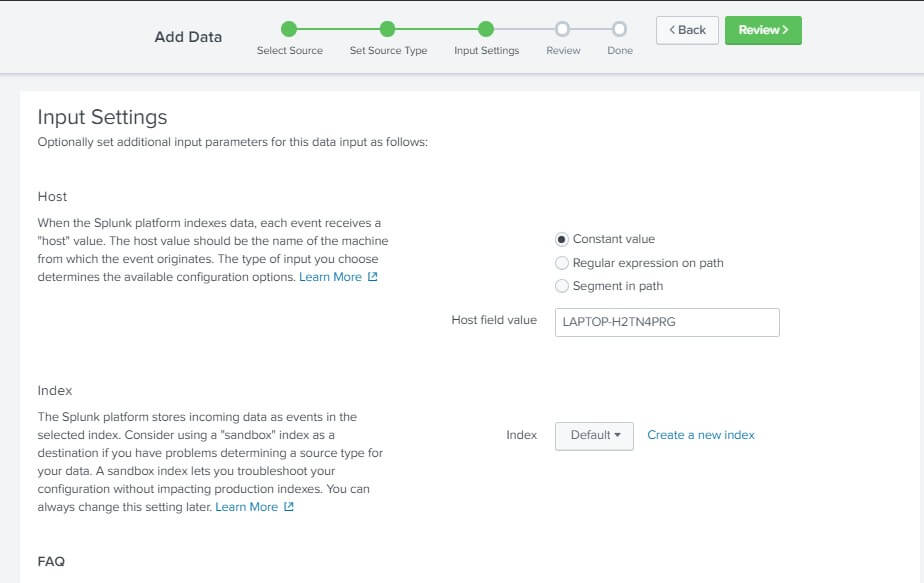 Add Data
Select Source
Set Source Type
Input Settings
Review
Done
< Back
Review >
Input Settings
Optionally set additional input parameters for this data input as follows:
Host
When the Splunk platform indexes data, each event receives a
"host" value. The host value should be the name of the machine
from which the event originates. The type of input you choose
determines the available configuration options. Learn More
Constant value
Regular expression on path
Segment in path
Host field value
LAPTOP-H2TN4PRG
Index
The Splunk platform stores incoming data as events in the
selected index. Consider using a "sandbox" index as a
destination if you have problems determining a source type for
your data. A sandbox index lets you troubleshoot your
configuration without impacting production indexes. You can
always change this setting later. Learn More
Index
Default
Create a new index
FAQ